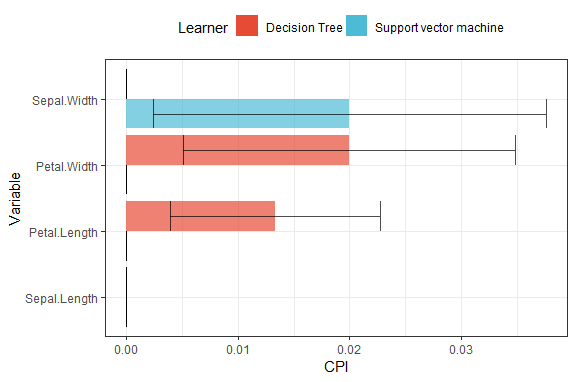 Learner Decision Tree Support vector machine
Sepal.Width
Petal.Width
Petal.Length
Sepal.Length
Variable
0.00 0.01 0.02 0.03
CPI